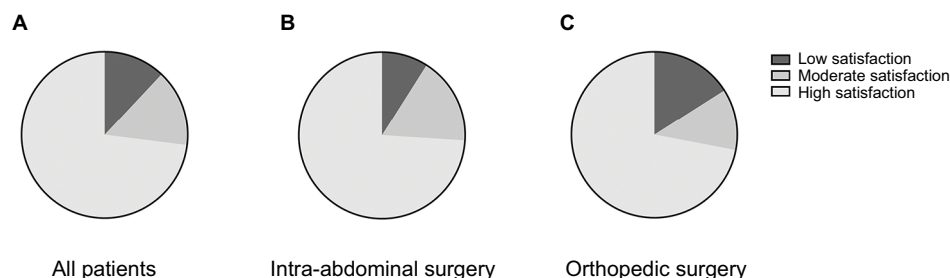 A
B
C
Low satisfaction
Moderate satisfaction
High satisfaction
All patients
Intra-abdominal surgery
Orthopedic surgery